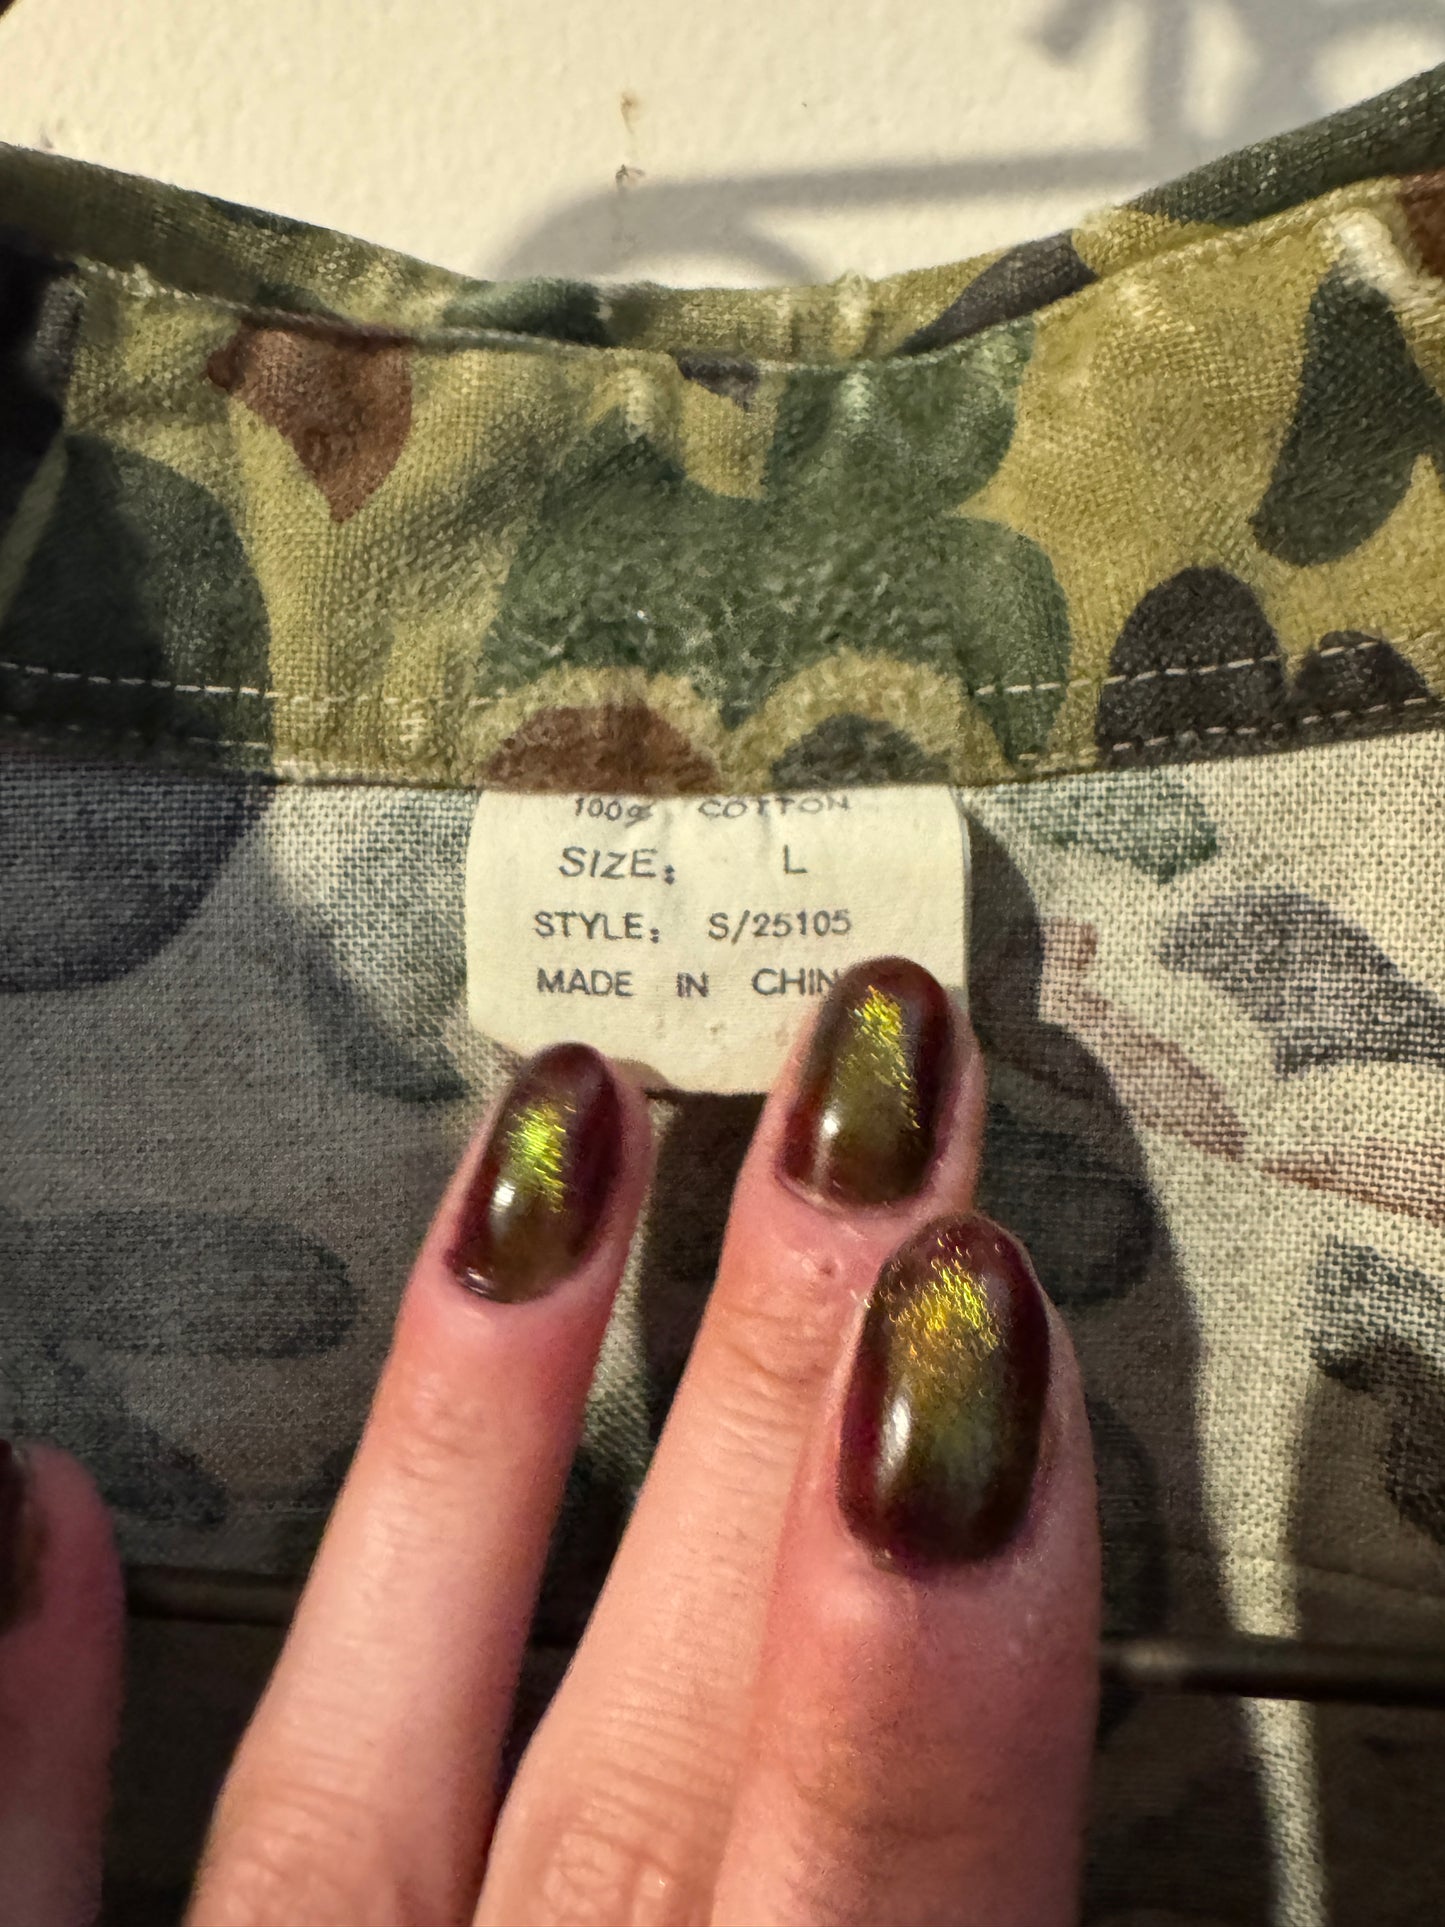 100% COTTON
SIZE: L
STYLE: S/25105
MADE IN CHIN